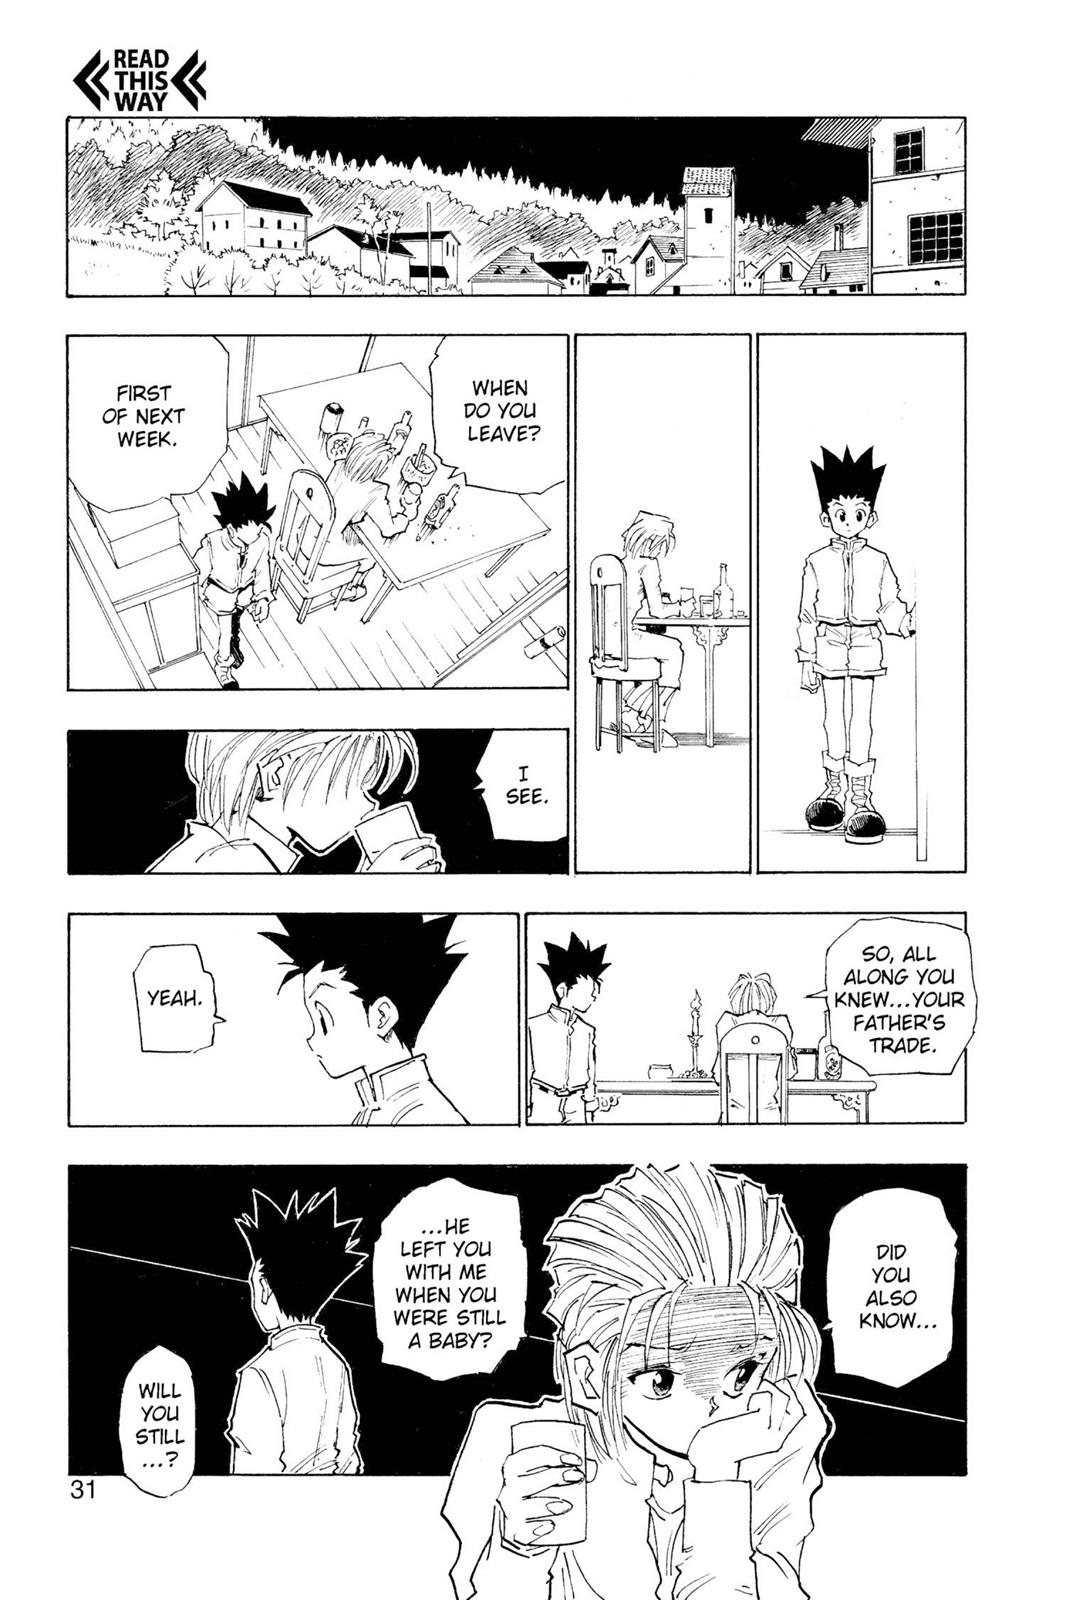 READ
THIS
WAY
WHEN
DO YOU
LEAVE?
FIRST
OF NEXT
WEEK.
I
SEE.
SO, ALL
ALONG YOU
KNEW...YOUR
FATHER'S
TRADE.
YEAH.
DID
YOU
ALSO
KNOW...
...HE
LEFT YOU
WITH ME
WHEN YOU
WERE STILL
A BABY?
WILL
YOU
STILL
...?
31